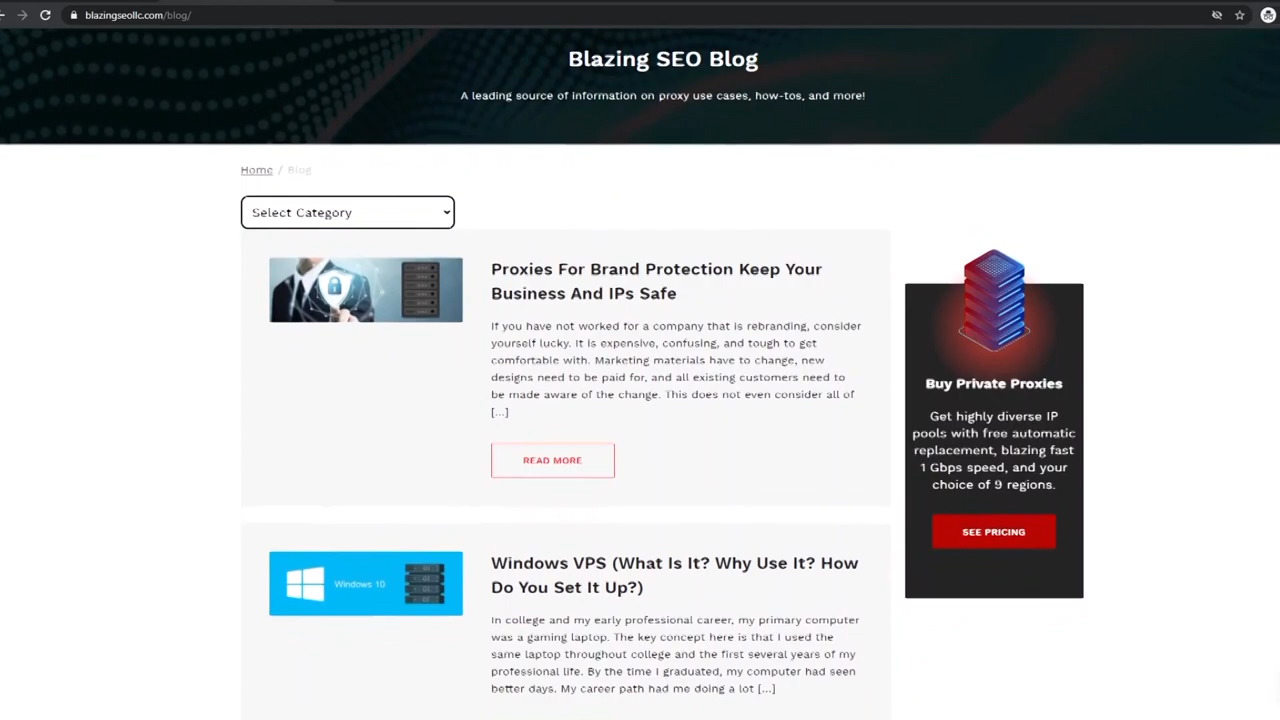 blazingseollc.com/blog/
Blazing SEO Blog
A leading source of information on proxy use cases, how-tos, and more!
Home / Blog
Select Category
Proxies For Brand Protection Keep Your
Business And IPs Safe
If you have not worked for a company that is rebranding, consider
yourself lucky. It is expensive, confusing, and tough to get
comfortable with. Marketing materials have to change, new
designs need to be paid for, and all existing customers need to
be made aware of the change. This does not even consider all of
[...]
READ MORE
Buy Private Proxies
Get highly diverse IP
pools with free automatic
replacement, blazing fast
1 Gbps speed, and your
choice of 9 regions.
SEE PRICING
Windows 10
Windows VPS (What Is It? Why Use It? How
Do You Set It Up?)
In college and my early professional career, my primary computer
was a gaming laptop. The key concept here is that I used the
same laptop throughout college and the first several years of my
professional life. By the time I graduated, my computer had seen
better days. My career path had me doing a lot [...]